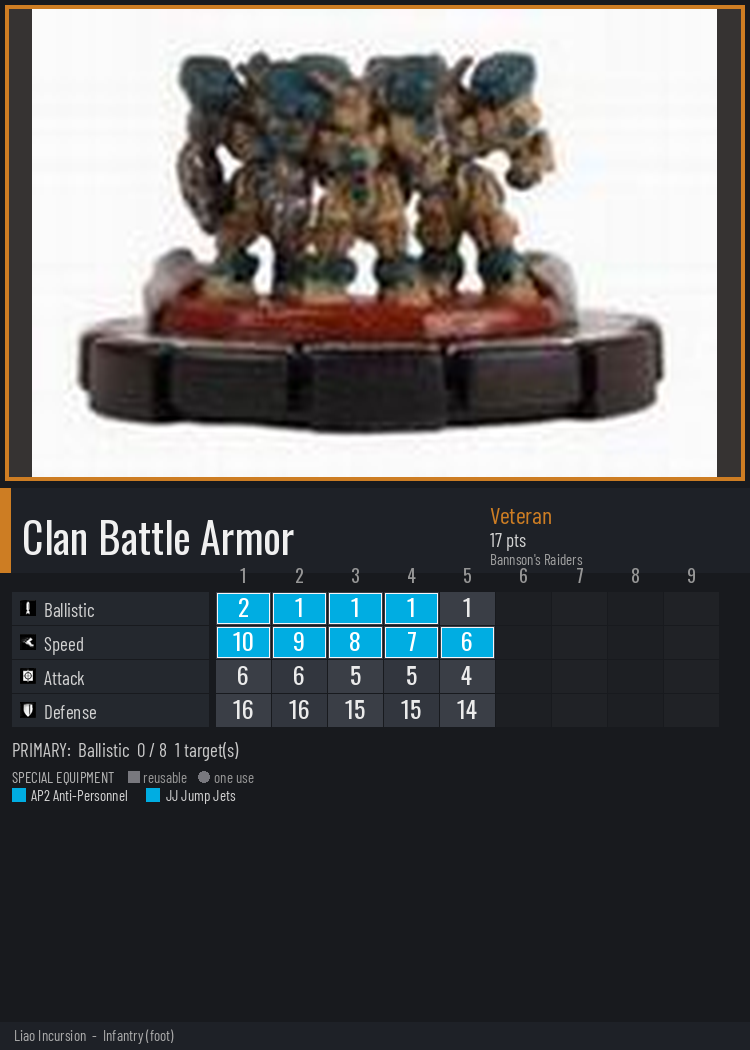 Clan Battle Armor
Veteran
17 pts
Bannson's Raiders
1 2 3 4 5 6 7 8 9
Ballistic 2 1 1 1 1
Speed 10 9 8 7 6
Attack 6 6 5 5 4
Defense 16 16 15 15 14
PRIMARY: Ballistic 0 / 8 1 target(s)
SPECIAL EQUIPMENT reusable one use
AP2 Anti-Personnel JJ Jump Jets
Liao Incursion - Infantry (foot)